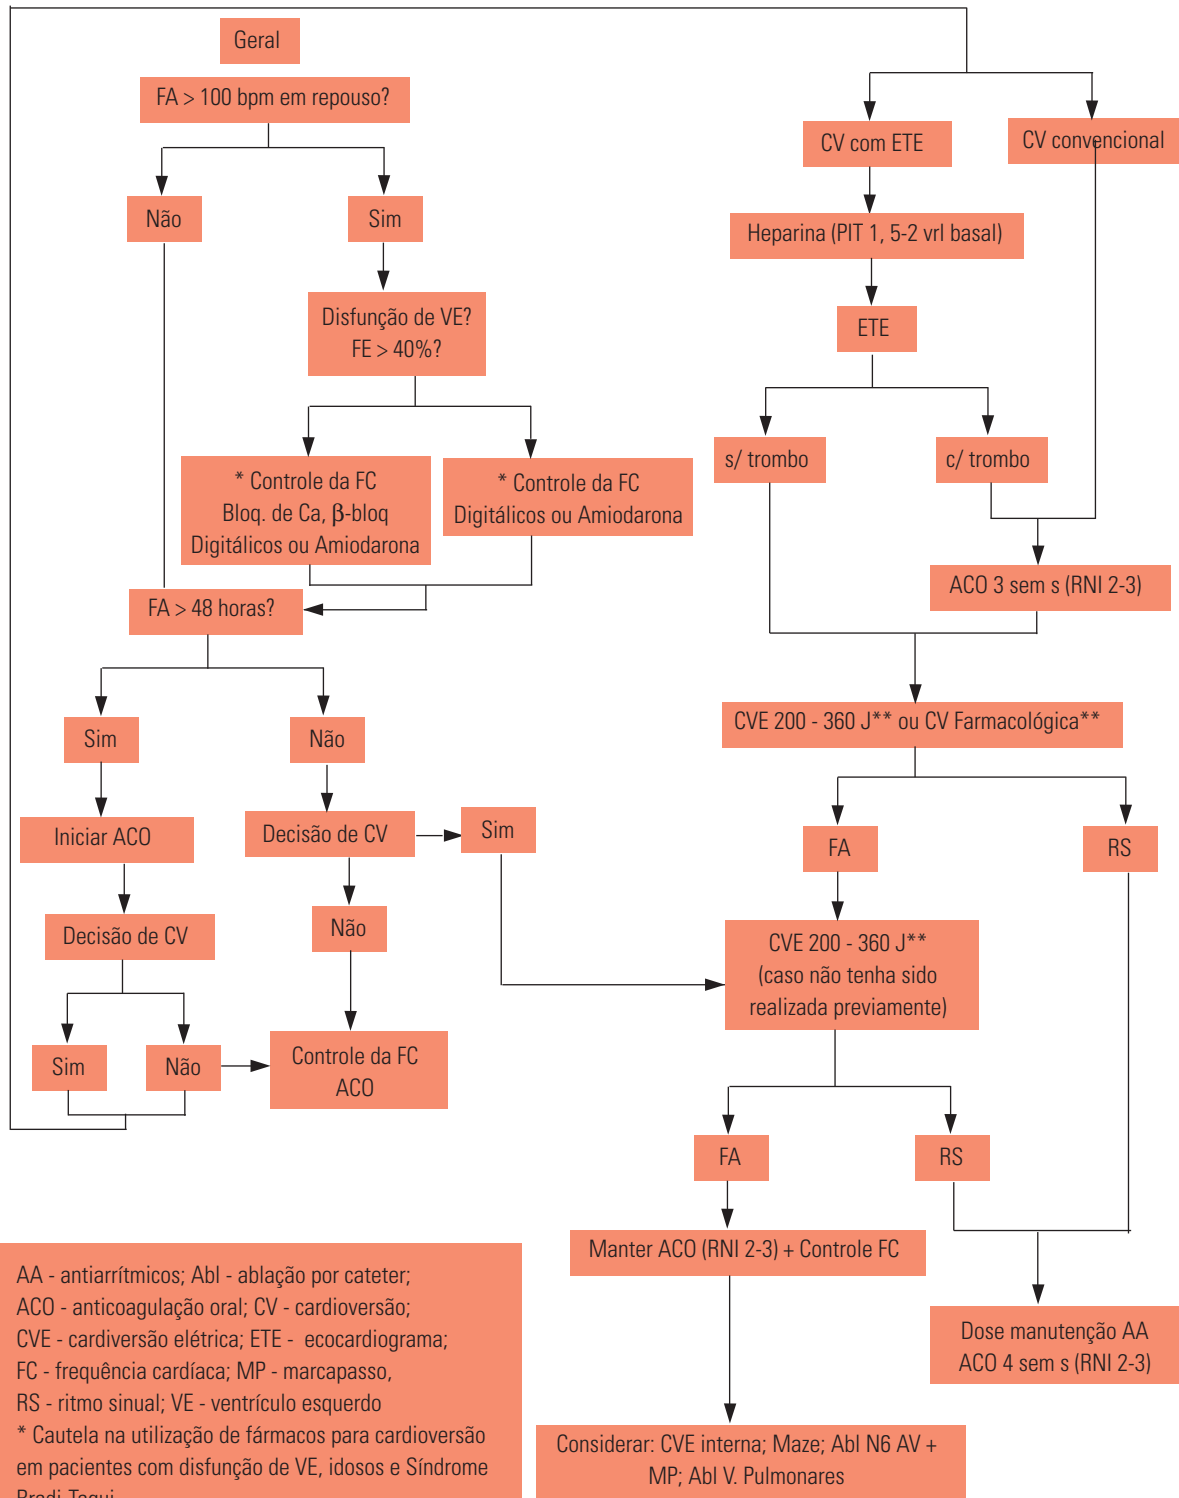 Geral
FA > 100 bpm em repouso?
Não
Sim
Disfunção de VE?
FE > 40%?
* Controle da FC
Bloq. de Ca, β-bloq
Digitálicos ou Amiodarona
* Controle da FC
Digitálicos ou Amiodarona
FA > 48 horas?
Sim
Não
Iniciar ACO
Decisão de CV
Sim
Decisão de CV
Não
Sim
Não
Controle da FC
ACO
CV com ETE
CV convencional
Heparina (PIT 1, 5-2 vrl basal)
ETE
s/ trombo
c/ trombo
ACO 3 sem s (RNI 2-3)
CVE 200 - 360 J** ou CV Farmacológica**
FA
RS
CVE 200 - 360 J**
(caso não tenha sido
realizada previamente)
FA
RS
Manter ACO (RNI 2-3) + Controle FC
Dose manutenção AA
ACO 4 sem s (RNI 2-3)
Considerar: CVE interna; Maze; Abl N6 AV +
MP; Abl V. Pulmonares
AA - antiarrítmicos; Abl - ablação por cateter;
ACO - anticoagulação oral; CV - cardioversão;
CVE - cardiversão elétrica; ETE - ecocardiograma;
FC - frequência cardíaca; MP - marcapasso,
RS - ritmo sinual; VE - ventrículo esquerdo
* Cautela na utilização de fármacos para cardioversão
em pacientes com disfunção de VE, idosos e Síndrome
Bradi-Taqui